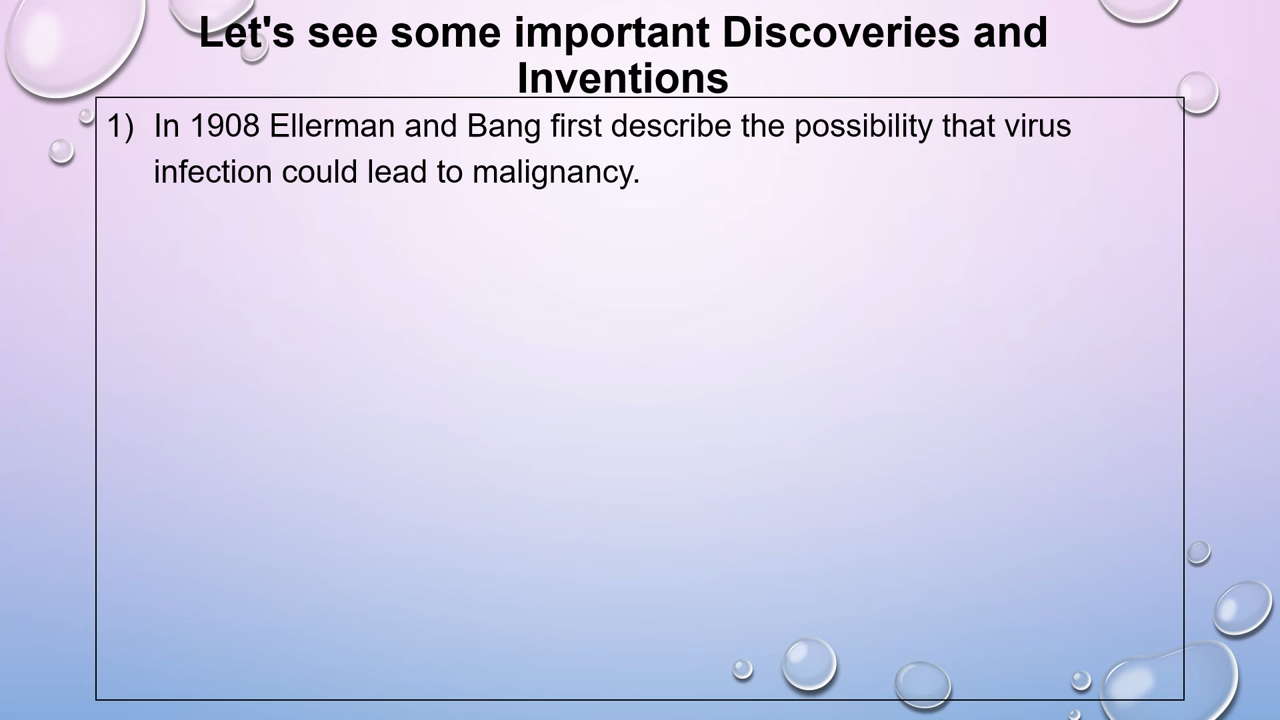 Let's see some important Discoveries and
Inventions
1) In 1908 Ellerman and Bang first describe the possibility that virus
infection could lead to malignancy.